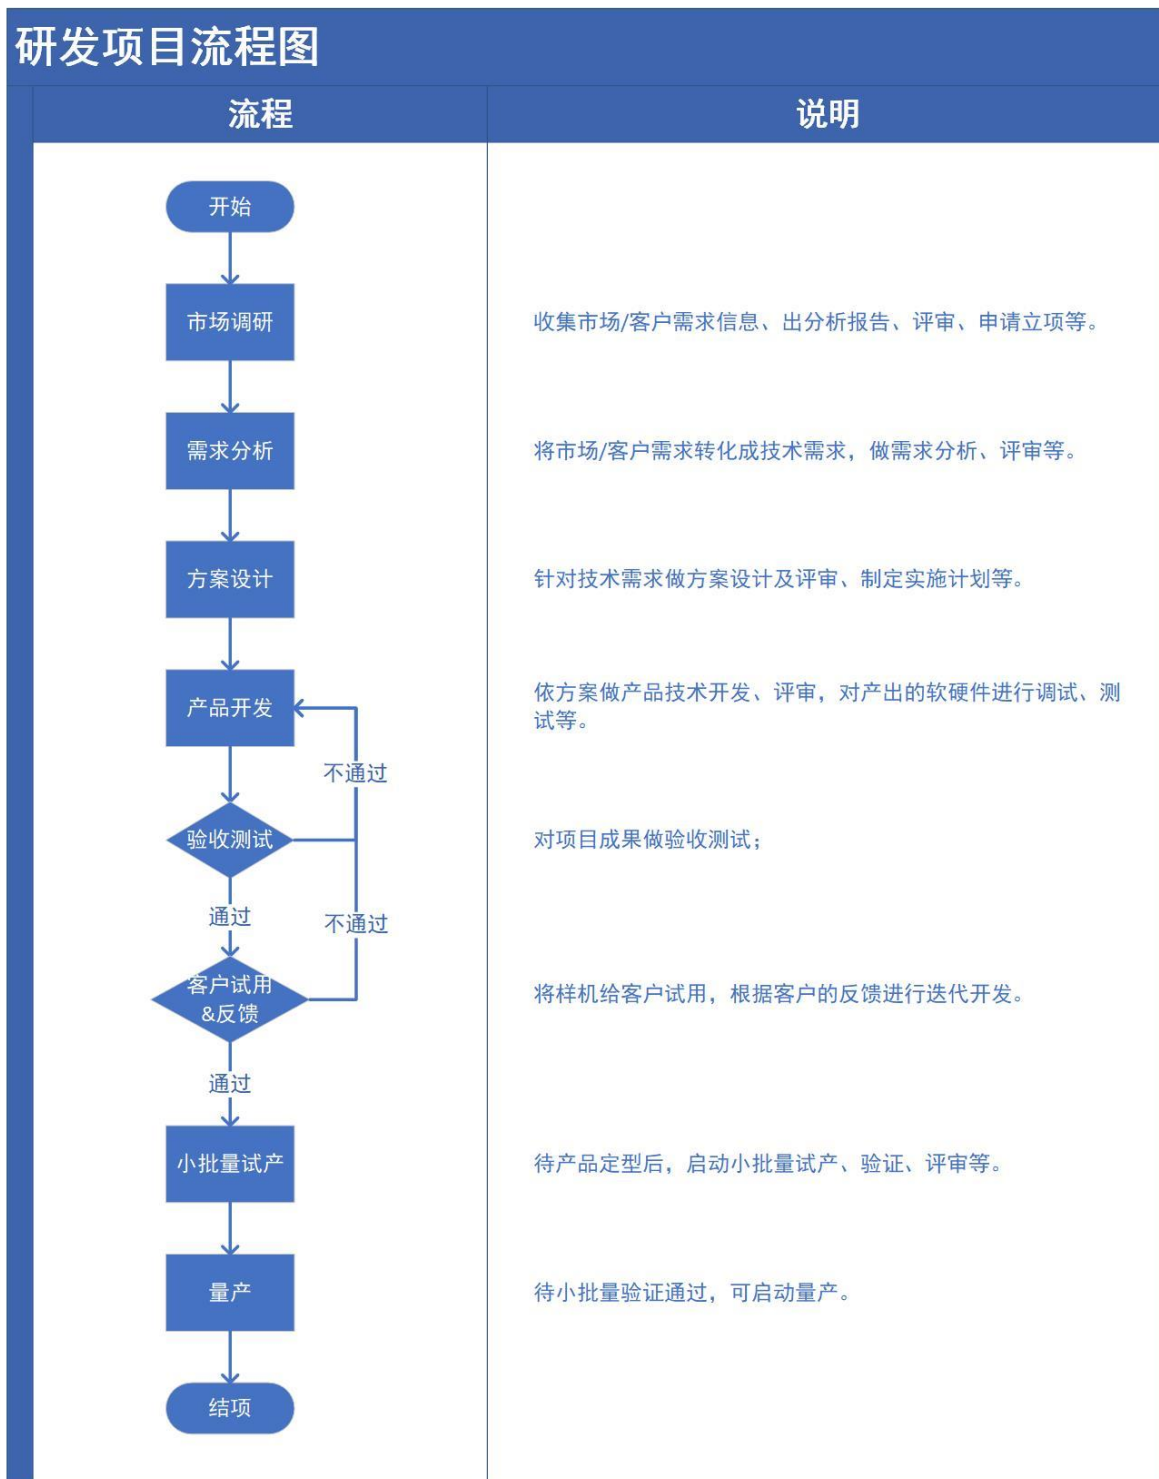 研发项目流程图
流程
说明
开始
市场调研
收集市场/客户需求信息、出分析报告、评审、申请立项等。
需求分析
将市场/客户需求转化成技术需求，做需求分析、评审等。
方案设计
针对技术需求做方案设计及评审、制定实施计划等。
产品开发
依方案做产品技术开发、评审，对产出的软硬件进行调试、测
试等。
不通过
验收测试
对项目成果做验收测试；
通过
不通过
客户试用
&反馈
将样机给客户试用，根据客户的反馈进行迭代开发。
通过
小批量试产
待产品定型后，启动小批量试产、验证、评审等。
量产
待小批量验证通过，可启动量产。
结项